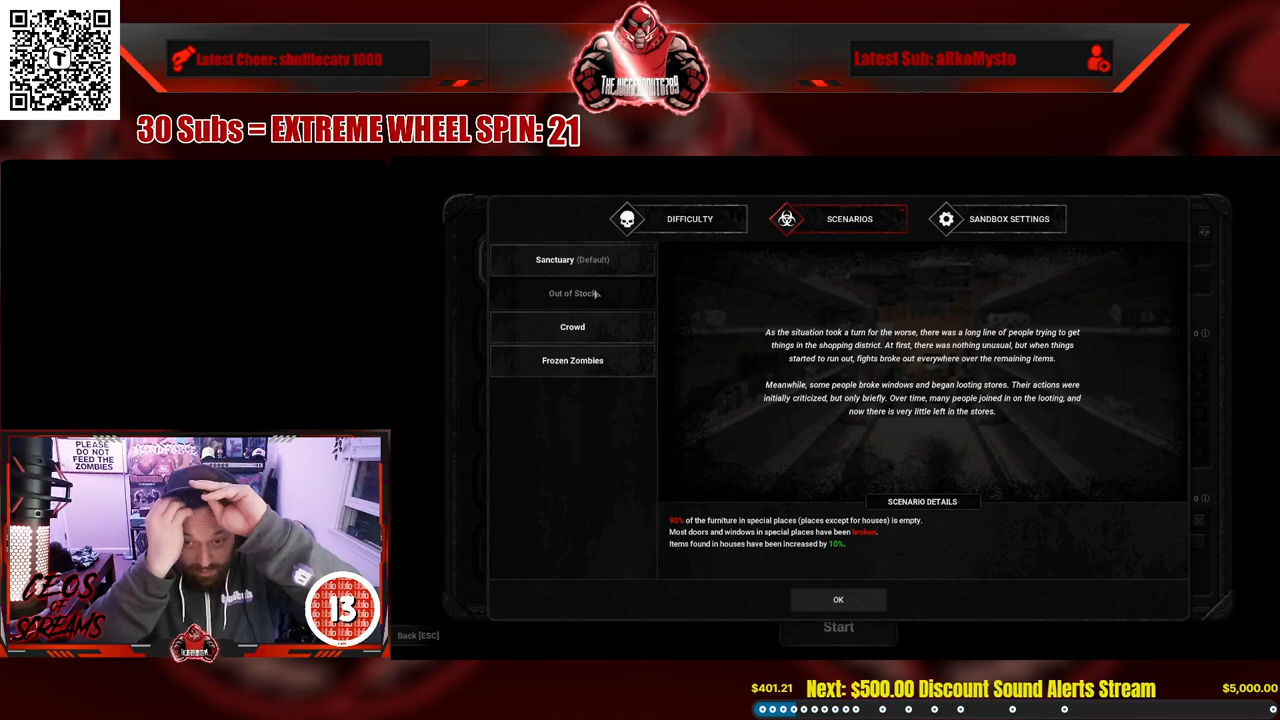 Latest Cheer: shufflecatv 1000
THEJUGGERNOUT6789
Latest Sub: aRkeMysto
30 Subs = EXTREME WHEEL SPIN: 21
DIFFICULTY
SCENARIOS
SANDBOX SETTINGS
Sanctuary (Default)
Out of Stock
Crowd
Frozen Zombies
As the situation took a turn for the worse, there was a long line of people trying to get
things in the shopping district. At first, there was nothing unusual, but when things
started to run out, fights broke out everywhere over the remaining items.
Meanwhile, some people broke windows and began looting stores. Their actions were
initially criticized, but only briefly. Over time, many people joined in on the looting, and
now there is very little left in the stores.
SCENARIO DETAILS
90% of the furniture in special places (places except for houses) is empty.
Most doors and windows in special places have been broken.
Items found in houses have been increased by 10%.
OK
Start
Back [ESC]
PLEASE
DO NOT
FEED THE
ZOMBIES
CEOS
OF
STREAMS
13
$401.21
Next: $500.00 Discount Sound Alerts Stream
$5,000.00